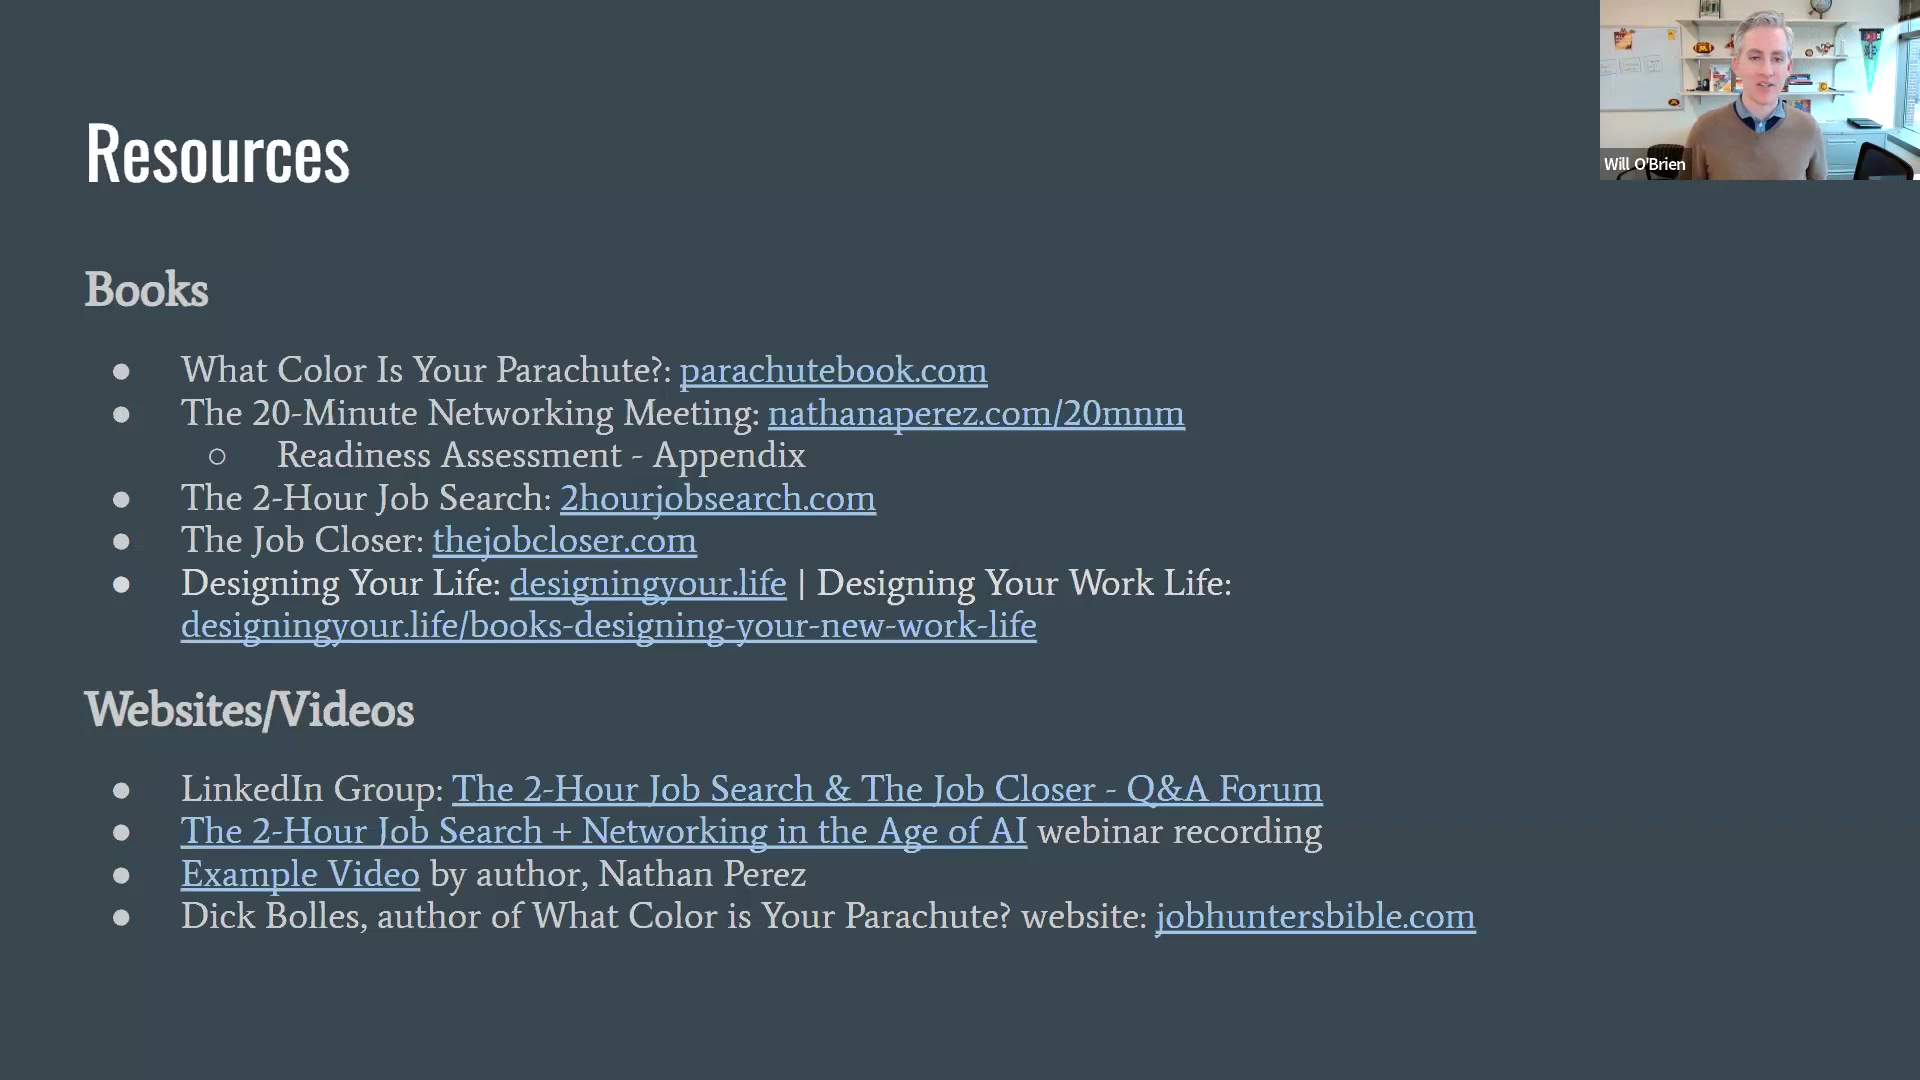 Resources
Will O'Brien
Books
● What Color Is Your Parachute?: parachutebook.com
● The 20-Minute Networking Meeting: nathanaperez.com/20mnm
○ Readiness Assessment - Appendix
● The 2-Hour Job Search: 2hourjobsearch.com
● The Job Closer: thejobcloser.com
● Designing Your Life: designingyour.life | Designing Your Work Life:
designingyour.life/books-designing-your-new-work-life
Websites/Videos
● LinkedIn Group: The 2-Hour Job Search & The Job Closer - Q&A Forum
● The 2-Hour Job Search + Networking in the Age of AI webinar recording
● Example Video by author, Nathan Perez
● Dick Bolles, author of What Color is Your Parachute? website: jobhuntersbible.com